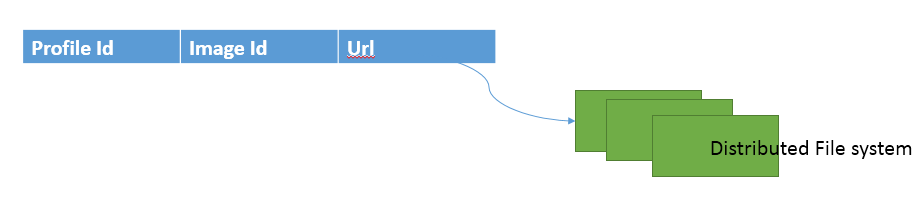 Profile Id Image Id Url
Distributed File system